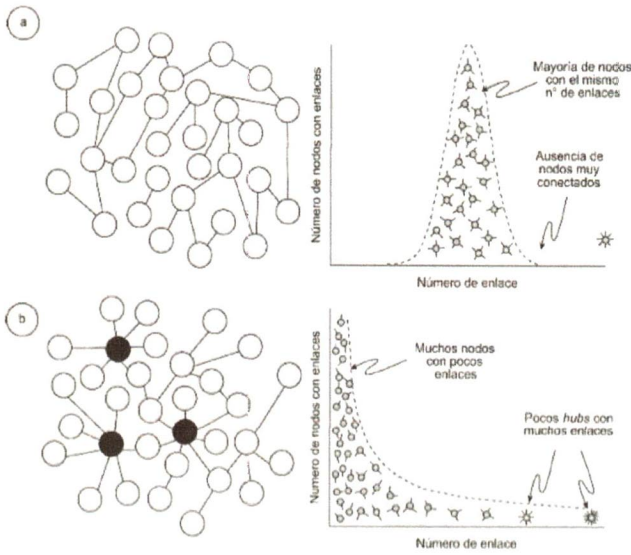 a
Número de nodos con enlaces
Mayoría de nodos
con el mismo
n° de enlaces
Ausencia de
nodos muy
conectados
Número de enlace
b
Número de nodos con enlaces
Muchos nodos
con pocos
enlaces
Pocos hubs con
muchos enlaces
Número de enlace